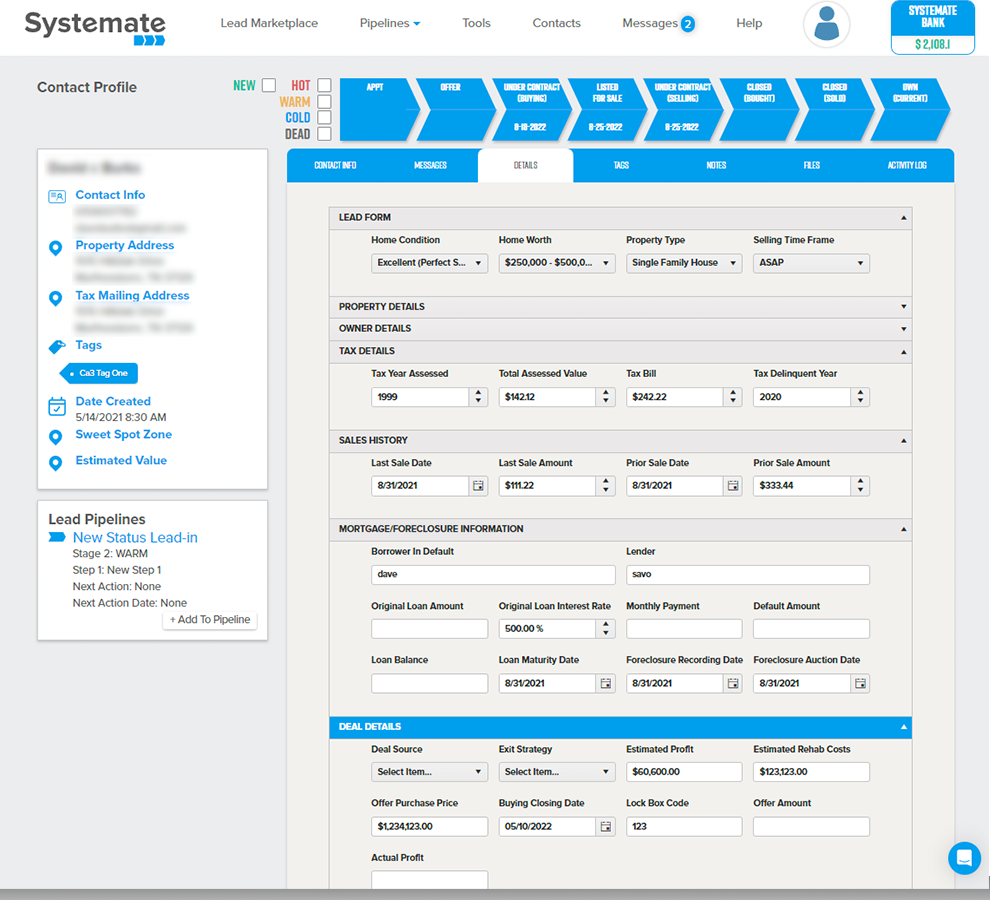 Systemate
Lead Marketplace
Pipelines
Tools
Contacts
Messages 2
Help
SYSTEMATE
BANK
$ 2,108.1
Contact Profile
NEW
HOT
WARM
COLD
DEAD
APPT
OFFER
UNDER CONTRACT
(BUYING)
8-18-2022
LISTED
FOR SALE
8-25-2022
UNDER CONTRACT
(SELLING)
8-25-2022
CLOSED
(BOUGHT)
CLOSED
(SOLD)
OWN
(CURRENT)
Contact Info
Property Address
Tax Mailing Address
Tags
Ca3 Tag One
Date Created
5/14/2021 8:30 AM
Sweet Spot Zone
Estimated Value
Lead Pipelines
New Status Lead-in
Stage 2: WARM
Step 1: New Step 1
Next Action: None
Next Action Date: None
+ Add To Pipeline
CONTACT INFO
MESSAGES
DETAILS
TAGS
NOTES
FILES
ACTIVITY LOG
LEAD FORM
Home Condition Home Worth Property Type Selling Time Frame
Excellent (Perfect S... $250,000 - $500,0... Single Family House ASAP
PROPERTY DETAILS
OWNER DETAILS
TAX DETAILS
Tax Year Assessed Total Assessed Value Tax Bill Tax Delinquent Year
1999 $142.12 $242.22 2020
SALES HISTORY
Last Sale Date Last Sale Amount Prior Sale Date Prior Sale Amount
8/31/2021 $111.22 8/31/2021 $333.44
MORTGAGE/FORECLOSURE INFORMATION
Borrower In Default Lender
dave savo
Original Loan Amount Original Loan Interest Rate Monthly Payment Default Amount
500.00 %
Loan Balance Loan Maturity Date Foreclosure Recording Date Foreclosure Auction Date
8/31/2021 8/31/2021 8/31/2021
DEAL DETAILS
Deal Source Exit Strategy Estimated Profit Estimated Rehab Costs
Select Item... Select Item... $60,600.00 $123,123.00
Offer Purchase Price Buying Closing Date Lock Box Code Offer Amount
$1,234,123.00 05/10/2022 123
Actual Profit